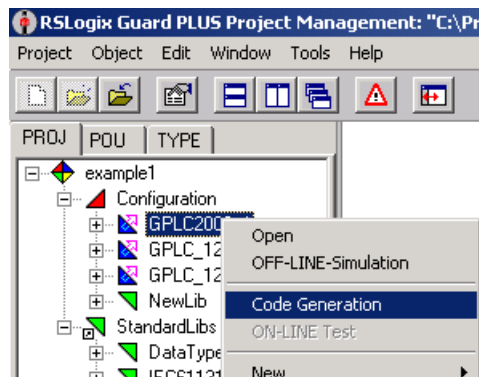 RSLogix Guard PLUS Project Management: "C:\Pr
Project Object Edit Window Tools Help
PROJ POU TYPE
example1
Configuration
GPLC200
GPLC_12
GPLC_12
NewLib
StandardLibs
DataType
Open
OFF-LINE-Simulation
Code Generation
ON-LINE Test
New